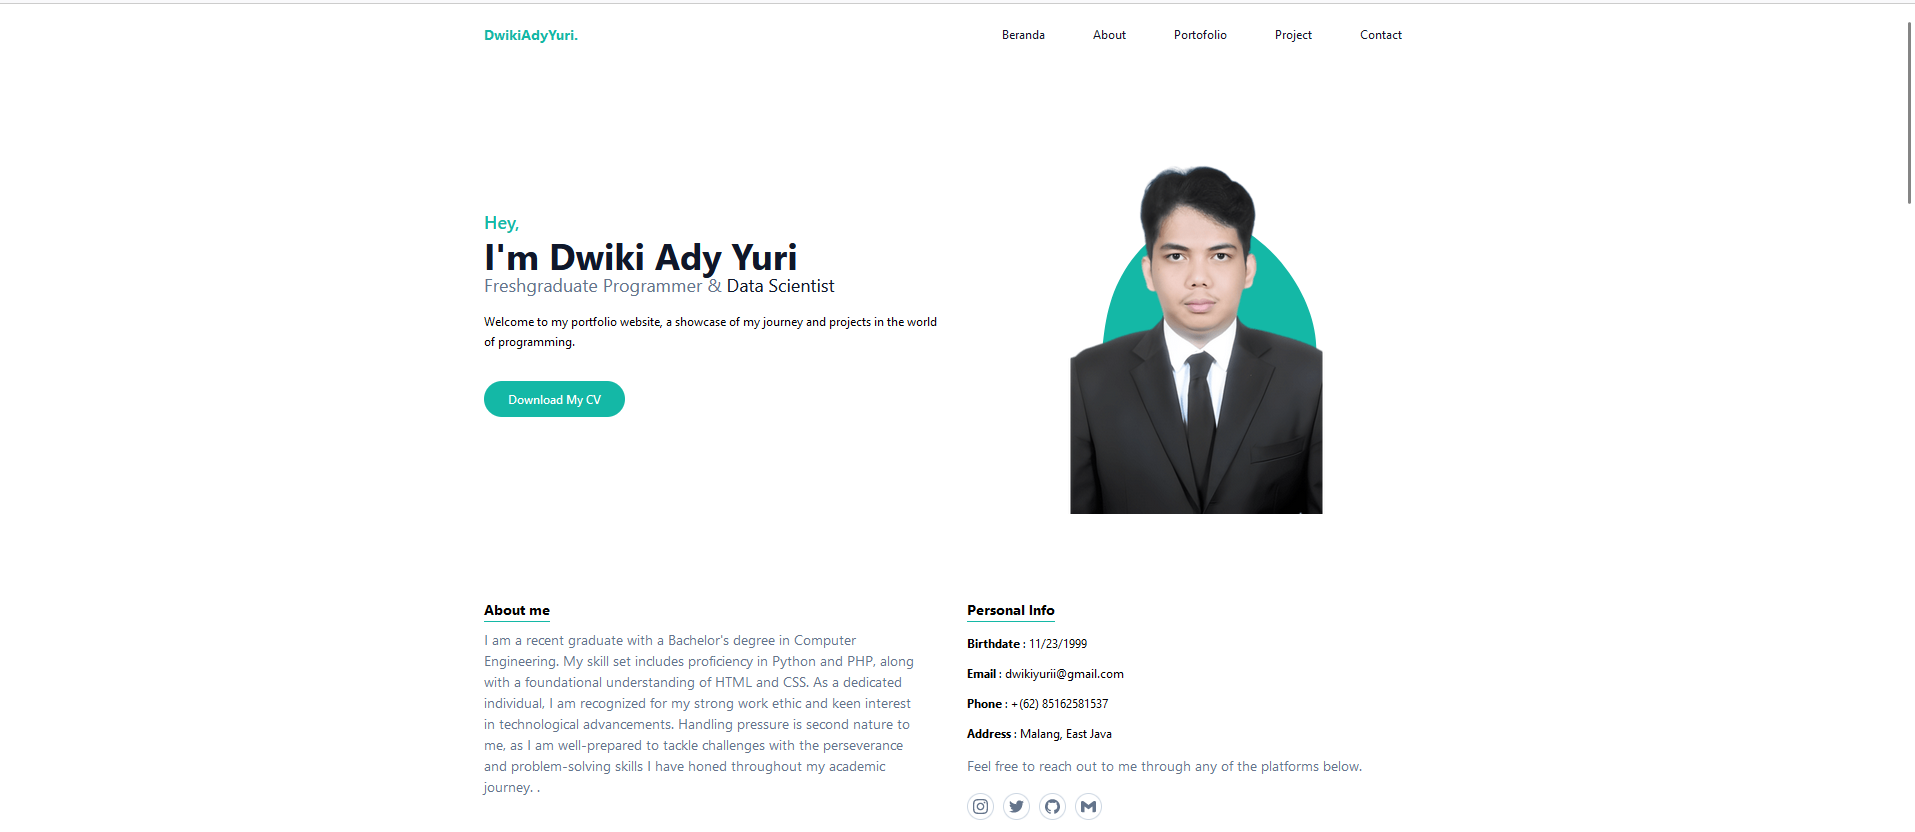 DwikiAdyYuri.
Beranda About Portofolio Project Contact
Hey,
I'm Dwiki Ady Yuri
Freshgraduate Programmer & Data Scientist
Welcome to my portfolio website, a showcase of my journey and projects in the world
of programming.
Download My CV
About me
I am a recent graduate with a Bachelor's degree in Computer
Engineering. My skill set includes proficiency in Python and PHP, along
with a foundational understanding of HTML and CSS. As a dedicated
individual, I am recognized for my strong work ethic and keen interest
in technological advancements. Handling pressure is second nature to
me, as I am well-prepared to tackle challenges with the perseverance
and problem-solving skills I have honed throughout my academic
journey. .
Personal Info
Birthdate : 11/23/1999
Email : dwikiyurii@gmail.com
Phone : +(62) 85162581537
Address : Malang, East Java
Feel free to reach out to me through any of the platforms below.